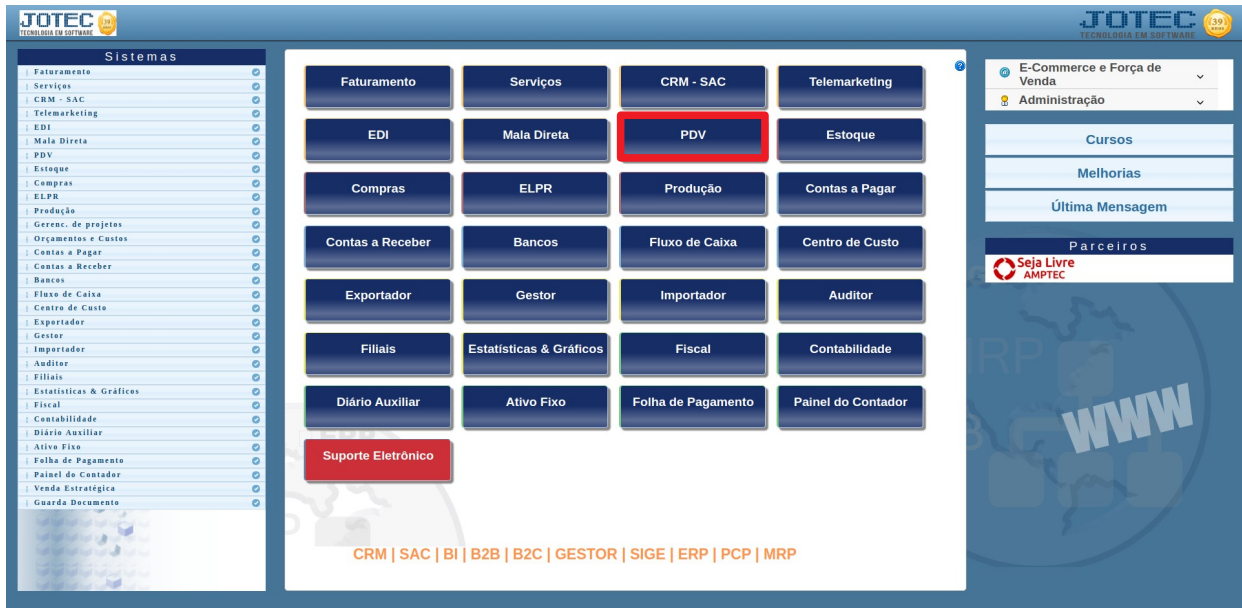 JOTEC 39
TECNOLOGIA EM SOFTWARE
JOTEC 39 anos
TECNOLOGIA EM SOFTWARE
Sistemas
Faturamento
Serviços
CRM - SAC
Telemarketing
EDI
Mala Direta
PDV
Estoque
Compras
ELPR
Produção
Gerenc. de projetos
Orçamentos e Custos
Contas a Pagar
Contas a Receber
Bancos
Fluxo de Caixa
Centro de Custo
Exportador
Gestor
Importador
Auditor
Filiais
Estatísticas & Gráficos
Fiscal
Contabilidade
Diário Auxiliar
Ativo Fixo
Folha de Pagamento
Painel do Contador
Venda Estratégica
Guarda Documento
Faturamento Serviços CRM - SAC Telemarketing
EDI Mala Direta PDV Estoque
Compras ELPR Produção Contas a Pagar
Contas a Receber Bancos Fluxo de Caixa Centro de Custo
Exportador Gestor Importador Auditor
Filiais Estatísticas & Gráficos Fiscal Contabilidade
Diário Auxiliar Ativo Fixo Folha de Pagamento Painel do Contador
Suporte Eletrônico
CRM | SAC | BI | B2B | B2C | GESTOR | SIGE | ERP | PCP | MRP
E-Commerce e Força de
Venda
Administração
Cursos
Melhorias
Última Mensagem
Parceiros
Seja Livre
AMPTEC
WWW